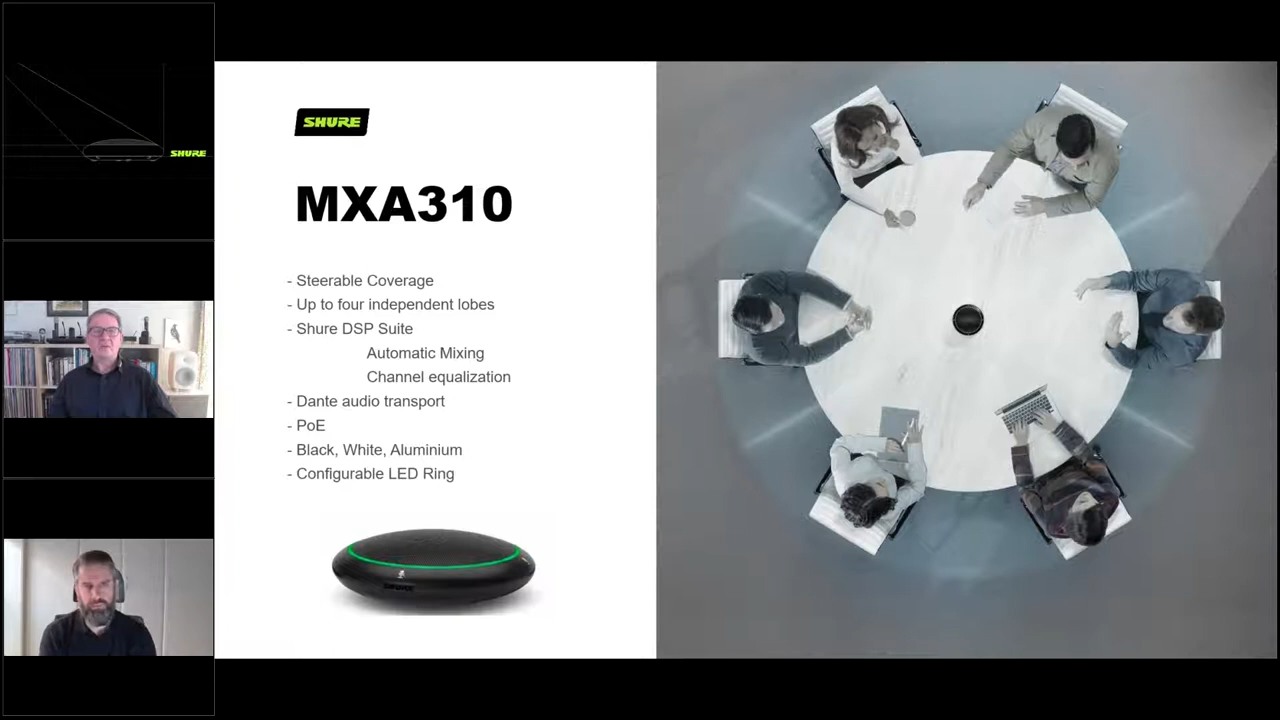 SHURE
SHURE
MXA310
- Steerable Coverage
- Up to four independent lobes
- Shure DSP Suite
Automatic Mixing
Channel equalization
- Dante audio transport
- PoE
- Black, White, Aluminium
- Configurable LED Ring
SHURE